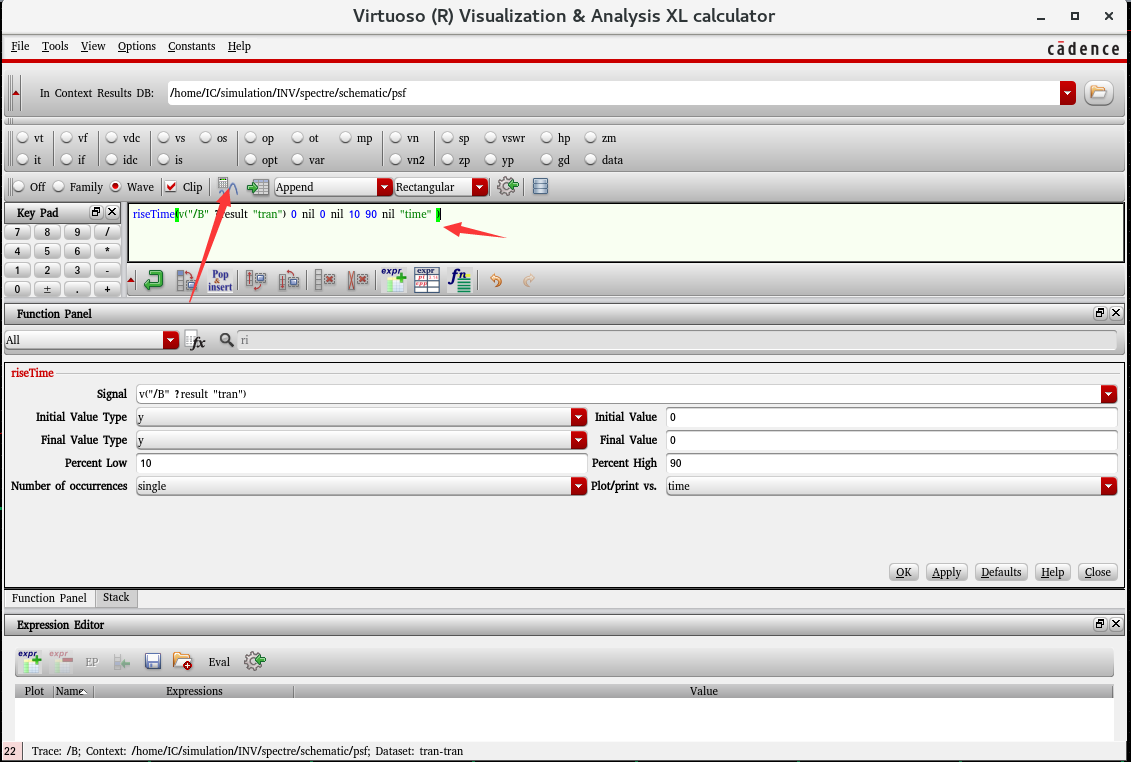 Virtuoso (R) Visualization & Analysis XL calculator
File Tools View Options Constants Help
cādence
In Context Results DB: /home/IC/simulation/INV/spectre/schematic/psf
vt vf vdc vs os op ot mp vn sp vswr hp zm
it if idc is opt var vn2 zp yp gd data
Off Family Wave Clip Append Rectangular
Key Pad
7 8 9 /
4 5 6 *
1 2 3 -
0 ± . +
riseTime(v("/B" ?result "tran") 0 nil 0 nil 10 90 nil "time" )
Pop insert expr expr fn
Function Panel
All fx ri
riseTime
Signal v("/B" ?result "tran")
Initial Value Type y Initial Value 0
Final Value Type y Final Value 0
Percent Low 10 Percent High 90
Number of occurrences single Plot/print vs. time
OK Apply Defaults Help Close
Function Panel Stack
Expression Editor
expr expr EP Eval
Plot Name Expressions Value
22 Trace: /B; Context: /home/IC/simulation/INV/spectre/schematic/psf; Dataset: tran-tran